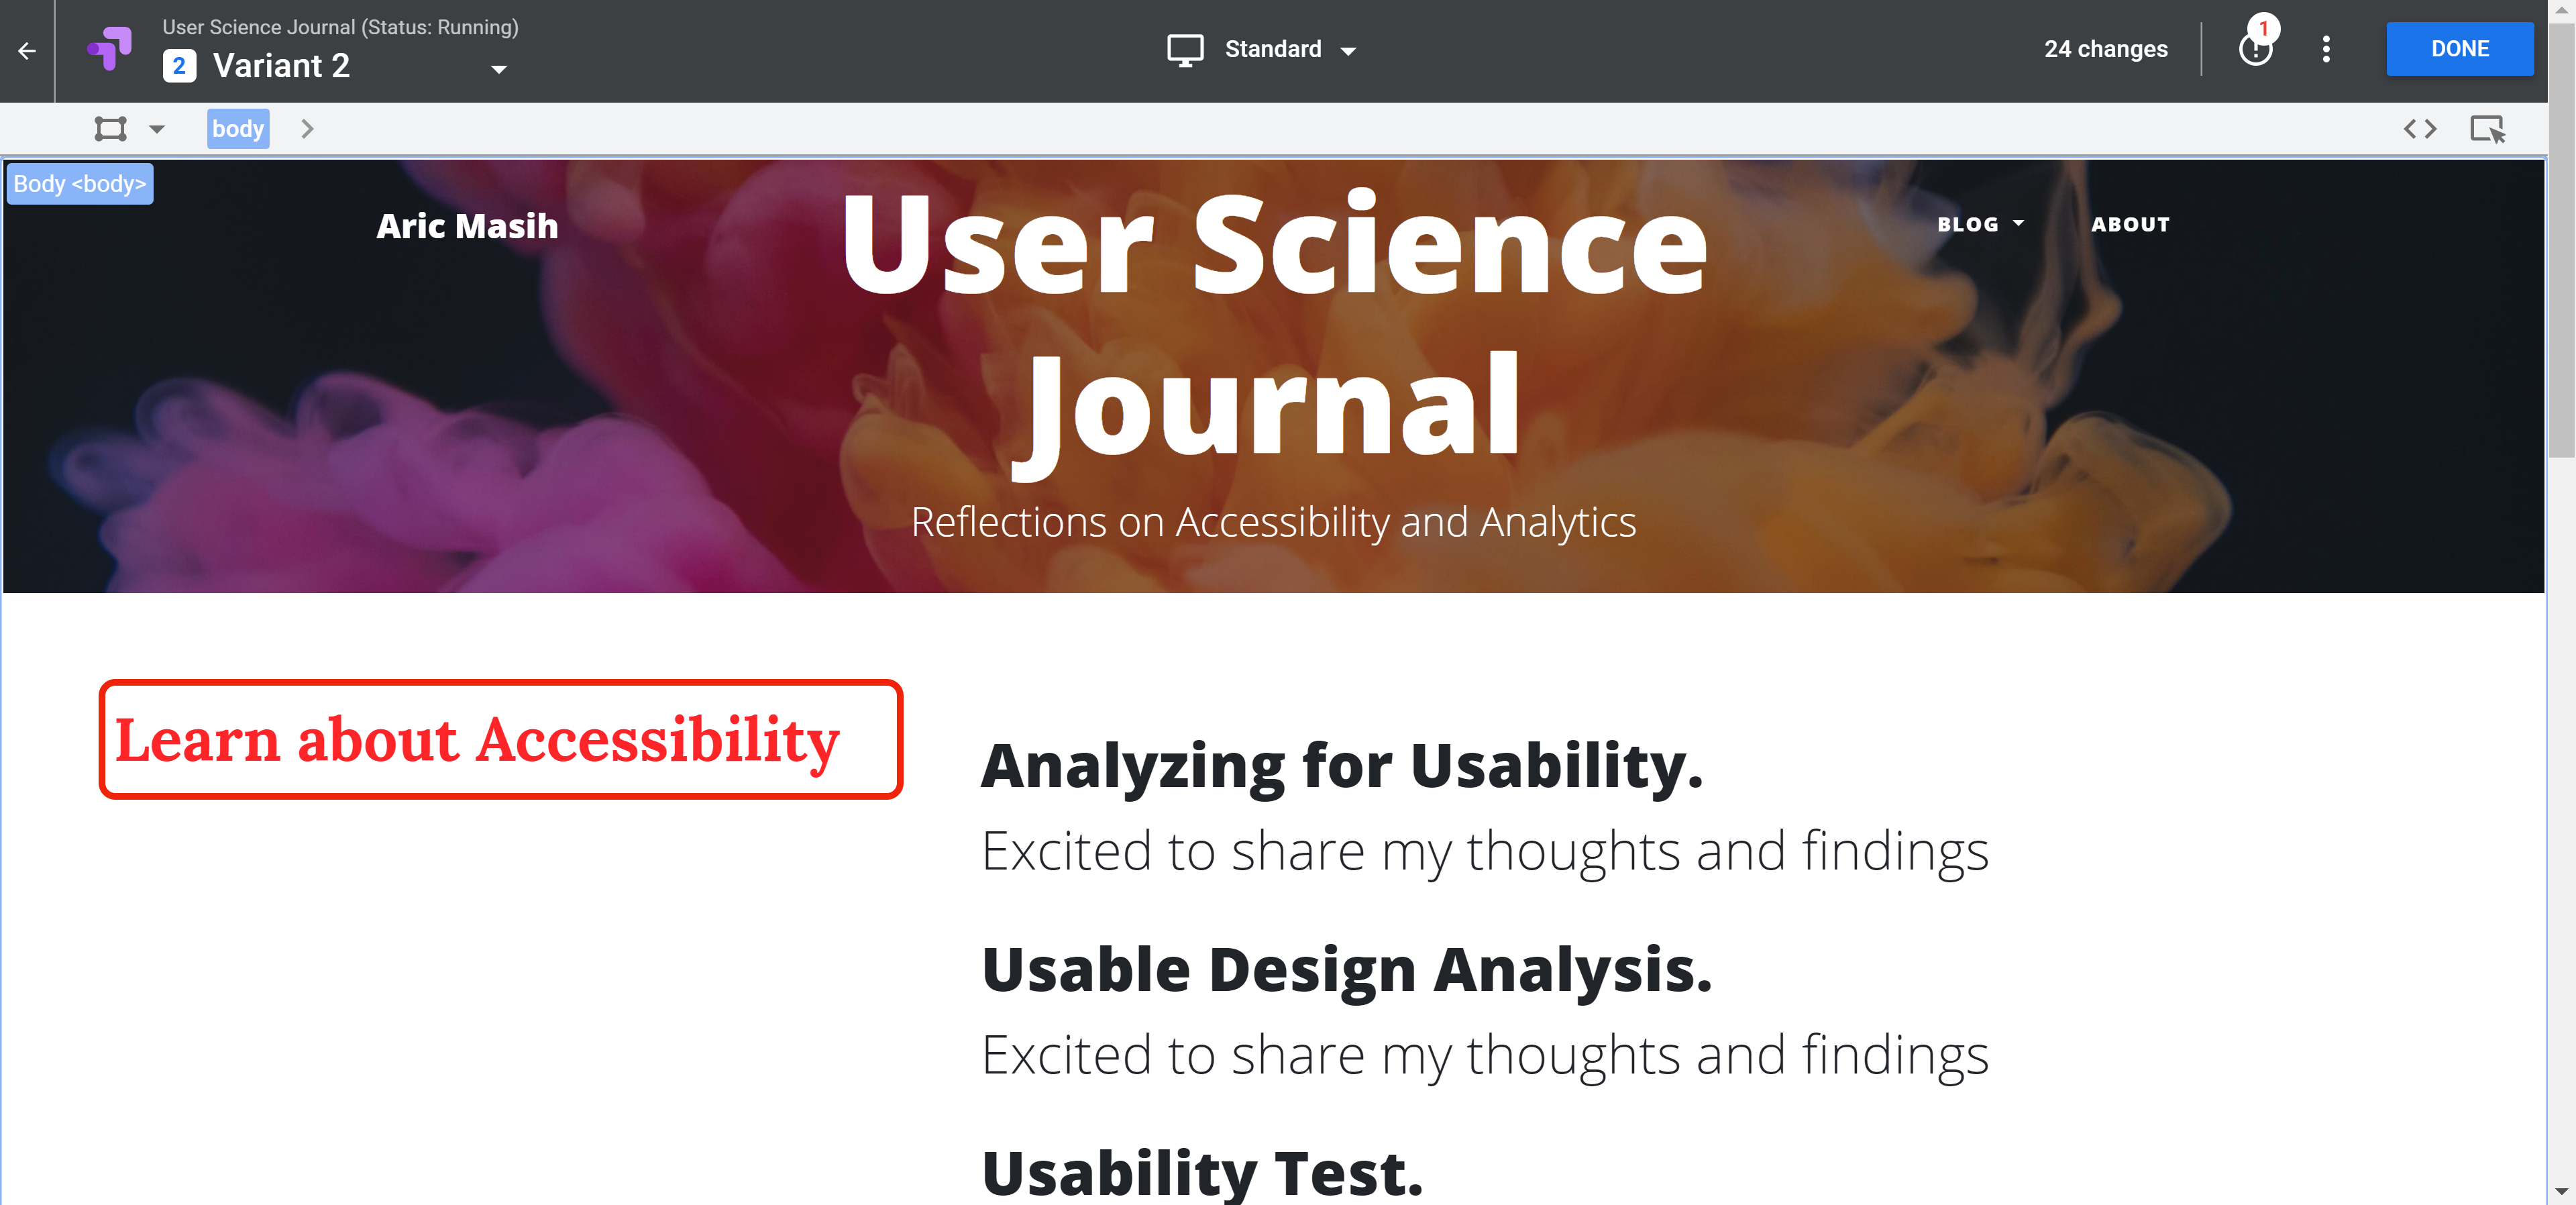 User Science Journal (Status: Running)
2 Variant 2
Standard
24 changes
1
DONE
body
Body <body>
Aric Masih
User Science
Journal
BLOG
ABOUT
Reflections on Accessibility and Analytics
Learn about Accessibility
Analyzing for Usability.
Excited to share my thoughts and findings
Usable Design Analysis.
Excited to share my thoughts and findings
Usability Test.